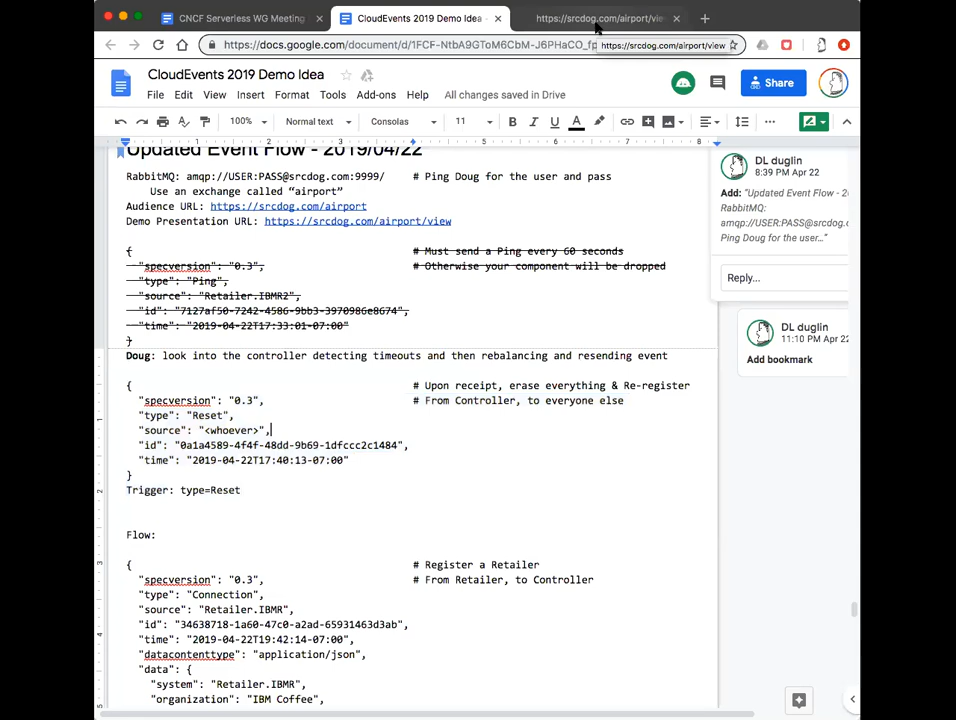 CNCF Serverless WG Meeting
CloudEvents 2019 Demo Idea -
https://srcdog.com/airport/vie
https://docs.google.com/document/d/1FCF-NtbA9GToM6CbM-J6PHaCO_fp
https://srcdog.com/airport/view
CloudEvents 2019 Demo Idea
File Edit View Insert Format Tools Add-ons Help All changes saved in Drive
Share
100% Normal text Consolas 11
Updated Event Flow - 2019/04/22
RabbitMQ: amqp://USER:PASS@srcdog.com:9999/ # Ping Doug for the user and pass
Use an exchange called “airport”
Audience URL: https://srcdog.com/airport
Demo Presentation URL: https://srcdog.com/airport/view
{ # Must send a Ping every 60 seconds
"specversion": "0.3", # Otherwise your component will be dropped
"type": "Ping",
"source": "Retailer.IBMR2",
"id": "7127af50-7242-4586-9bb3-3970986e8674",
"time": "2019-04-22T17:33:01-07:00"
}
Doug: look into the controller detecting timeouts and then rebalancing and resending event
{ # Upon receipt, erase everything & Re-register
"specversion": "0.3", # From Controller, to everyone else
"type": "Reset",
"source": "<whoever>",
"id": "0a1a4589-4f4f-48dd-9b69-1dfccc2c1484",
"time": "2019-04-22T17:40:13-07:00"
}
Trigger: type=Reset
Flow:
{ # Register a Retailer
"specversion": "0.3", # From Retailer, to Controller
"type": "Connection",
"source": "Retailer.IBMR",
"id": "34638718-1a60-47c0-a2ad-65931463d3ab",
"time": "2019-04-22T19:42:14-07:00",
"datacontenttype": "application/json",
"data": {
"system": "Retailer.IBMR",
"organization": "IBM Coffee",
DL duglin
8:39 PM Apr 22
Add: “Updated Event Flow - 20
RabbitMQ:
amqp://USER:PASS@srcdog.c
Ping Doug for the user…”
Reply...
DL duglin
11:10 PM Apr 22
Add bookmark